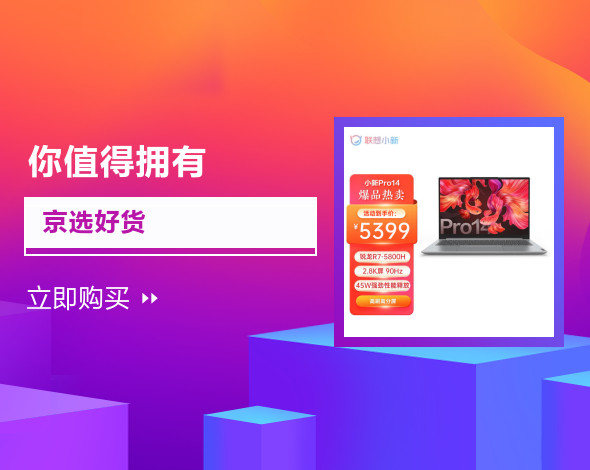 你值得拥有
京选好货
立即购买
联想小新
小新Pro14
爆品热卖
活动到手价:
¥5399
锐龙R7-5800H
2.8K屏 90Hz
45W强劲性能释放
Pro14